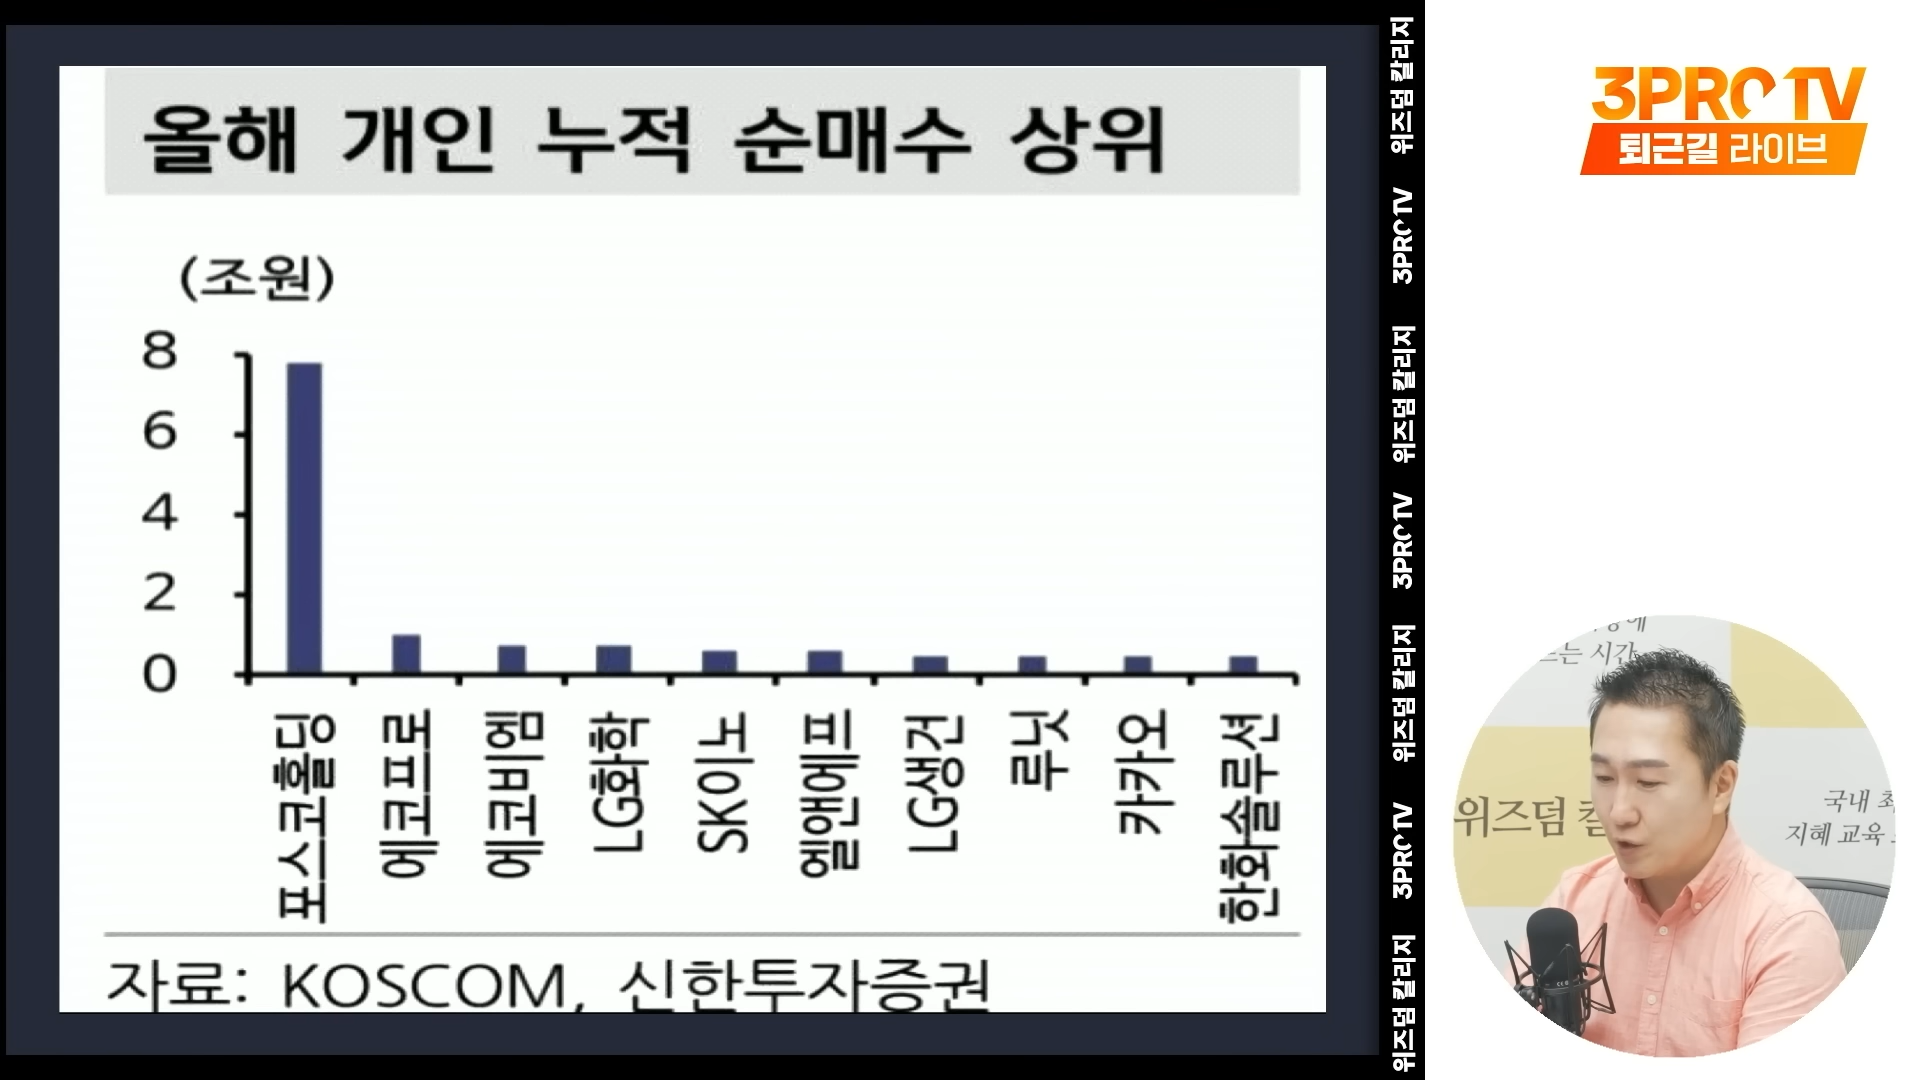 올해 개인 누적 순매수 상위
(조원)
8
6
4
2
0
포스코홀딩
에코프로
에코비엠
LG화학
SK이노
엘앤에프
LG생건
루닛
카카오
한화솔루션
자료: KOSCOM, 신한투자증권
위즈덤 칼리지
3PROTV
위즈덤 칼리지
3PROTV
위즈덤 칼리지
3PROTV
위즈덤 칼리지
3PROTV
퇴근길 라이브
는 시간
위즈덤 칼
국내 최
지혜 교육